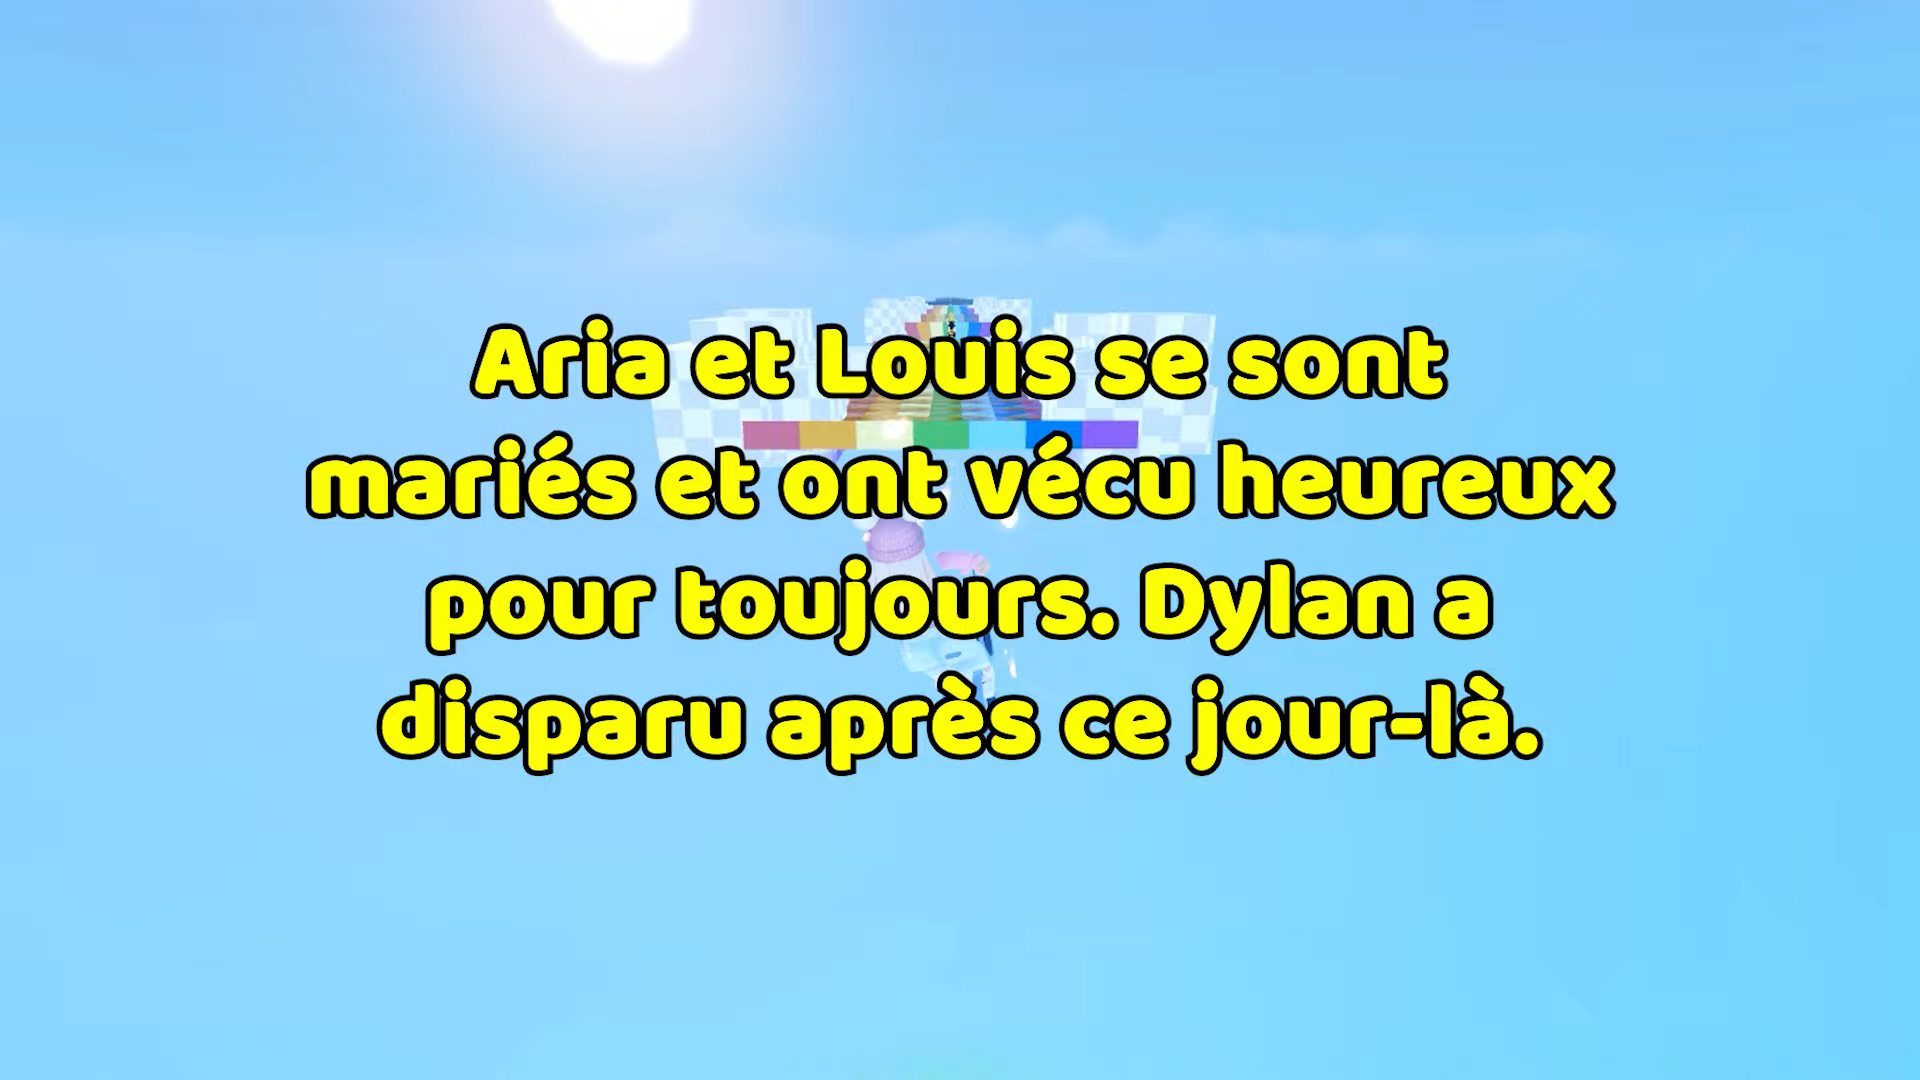 Aria et Louis se sont
mariés et ont vécu heureux
pour toujours. Dylan a
disparu après ce jour-là.